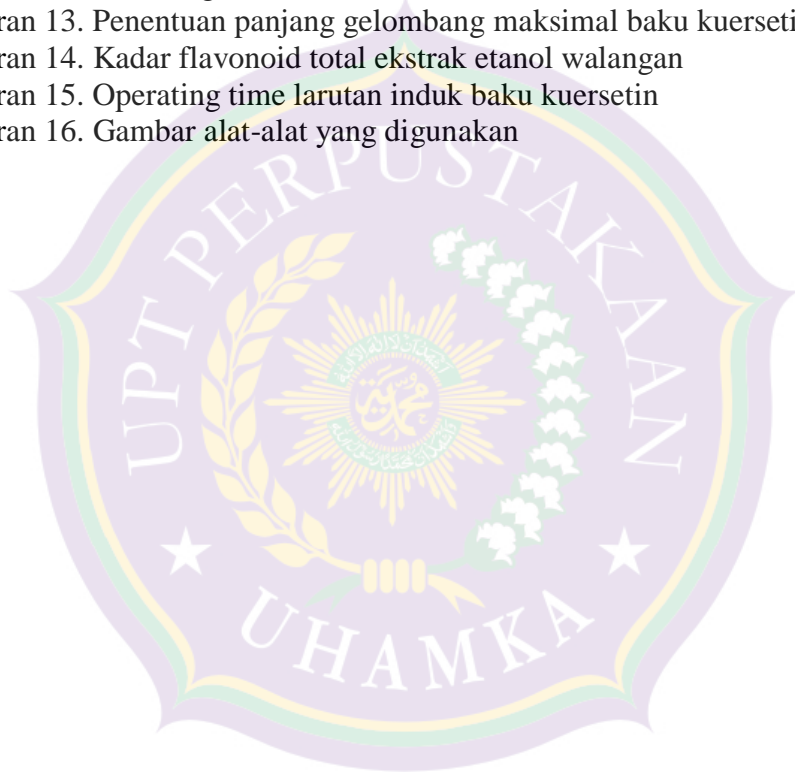 ran 13. Penentuan panjang gelombang maksimal baku kuerseti
ran 14. Kadar flavonoid total ekstrak etanol walangan
ran 15. Operating time larutan induk baku kuersetin
ran 16. Gambar alat-alat yang digunakan
UPT PERPUSTAKAAN
محمدية
UHAMKA